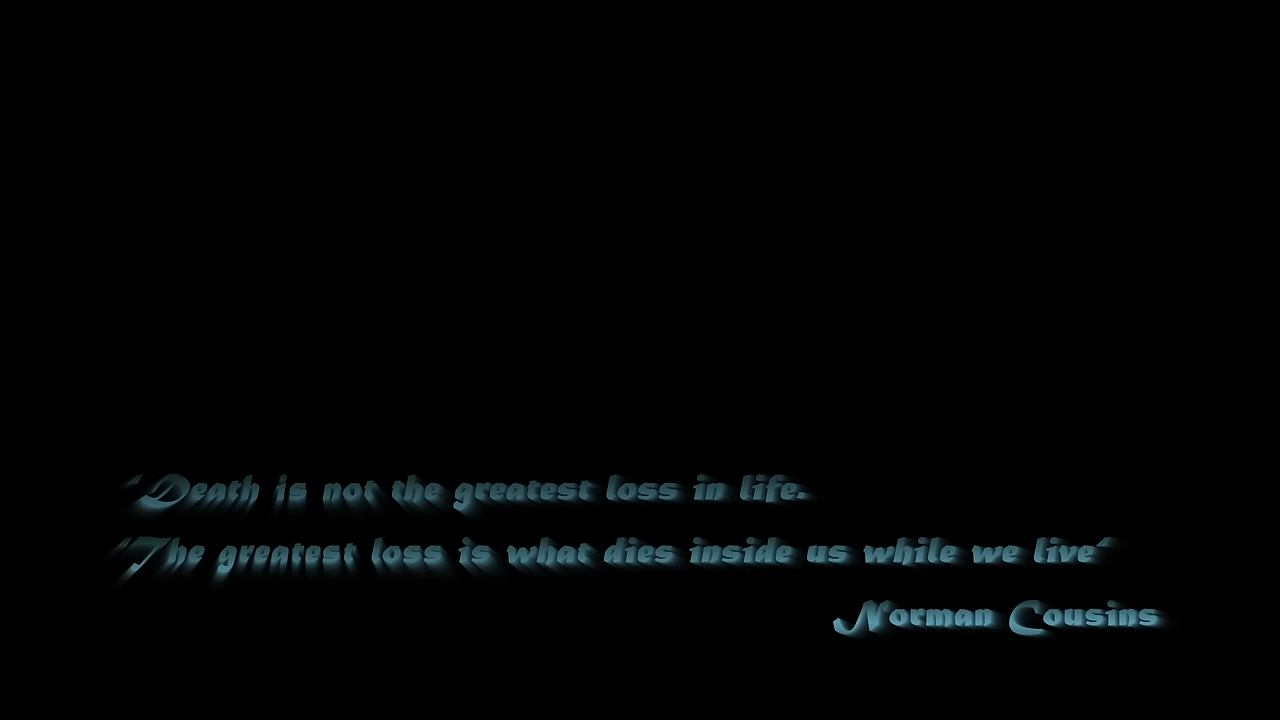 "Death is not the greatest loss in life.
"The greatest loss is what dies inside us while we live"
Norman Cousins